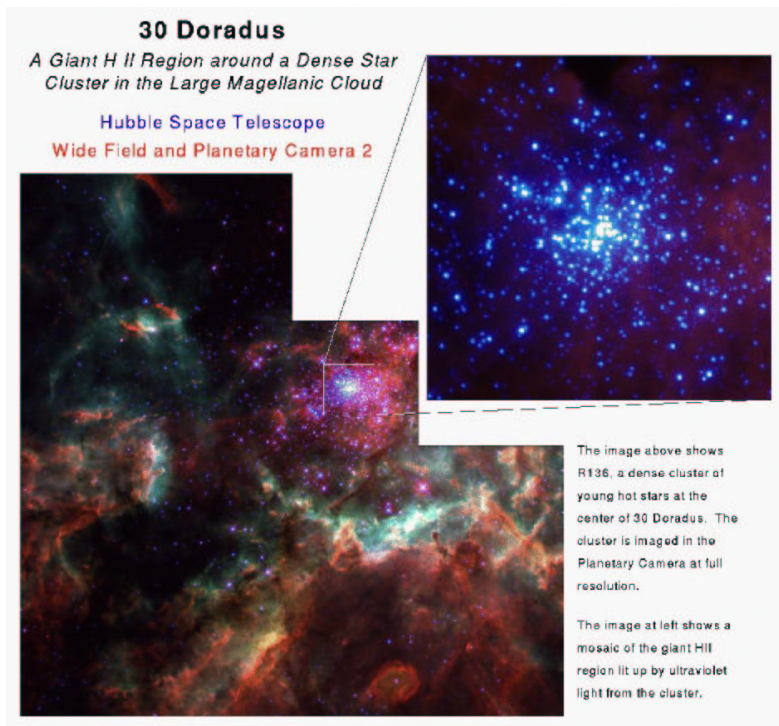 30 Doradus
A Giant H II Region around a Dense Star
Cluster in the Large Magellanic Cloud
Hubble Space Telescope
Wide Field and Planetary Camera 2
The image above shows
R136, a dense cluster of
young hot stars at the
center of 30 Doradus. The
cluster is imaged in the
Planetary Camera at full
resolution.
The image at left shows a
mosaic of the giant HII
region lit up by ultraviolet
light from the cluster.